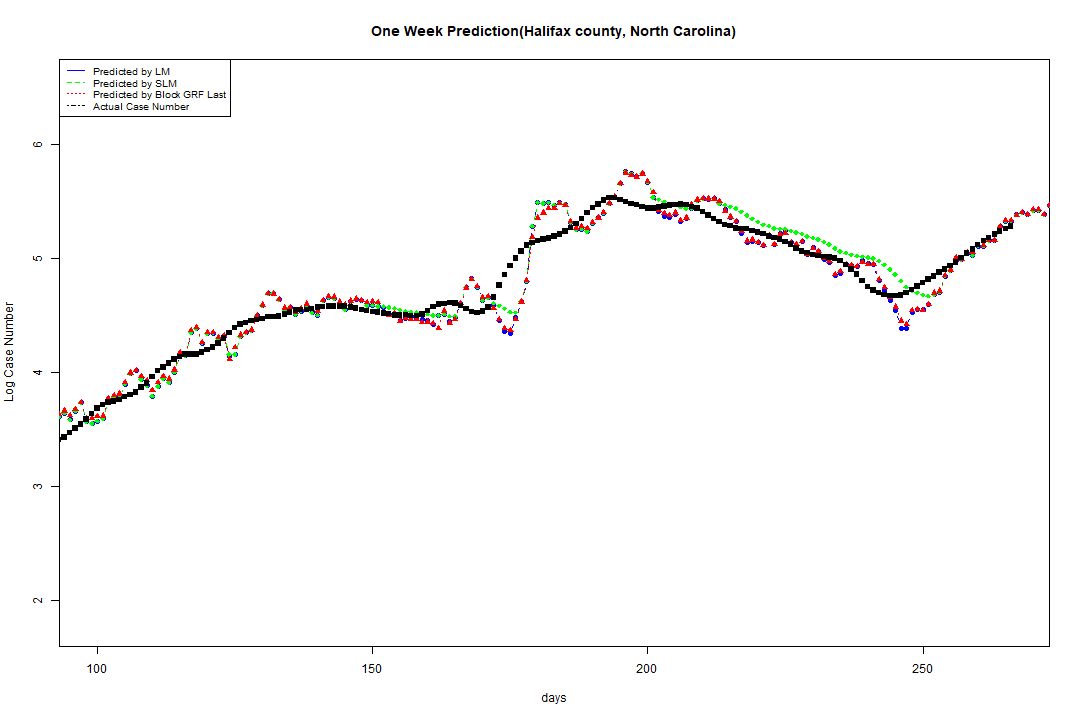 One Week Prediction(Halifax county, North Carolina)
Predicted by LM
Predicted by SLM
Predicted by Block GRF Last
Actual Case Number
6
5
4
3
2
Log Case Number
100 150 200 250
days